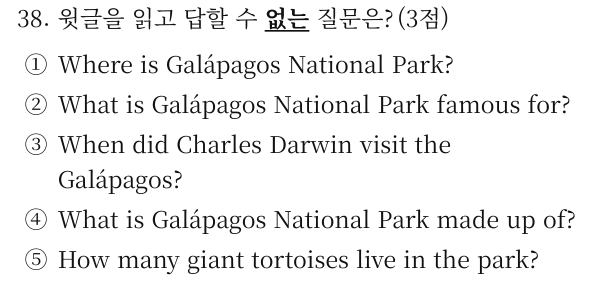 38. 윗글을 읽고 답할 수 없는 질문은?(3점)
① Where is Galápagos National Park?
② What is Galápagos National Park famous for?
③ When did Charles Darwin visit the
Galápagos?
④ What is Galápagos National Park made up of?
⑤ How many giant tortoises live in the park?